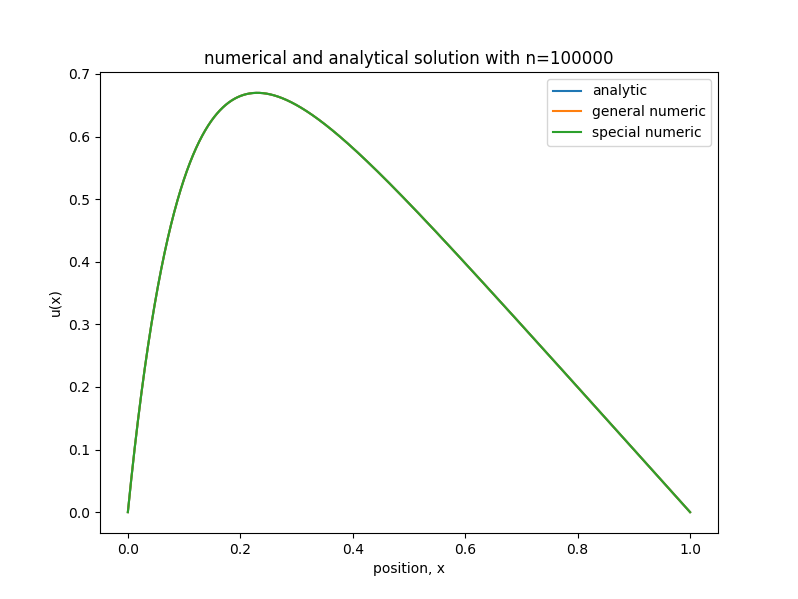 numerical and analytical solution with n=100000
analytic
general numeric
special numeric
0.7
0.6
0.5
0.4
0.3
0.2
0.1
0.0
u(x)
0.0 0.2 0.4 0.6 0.8 1.0
position, x